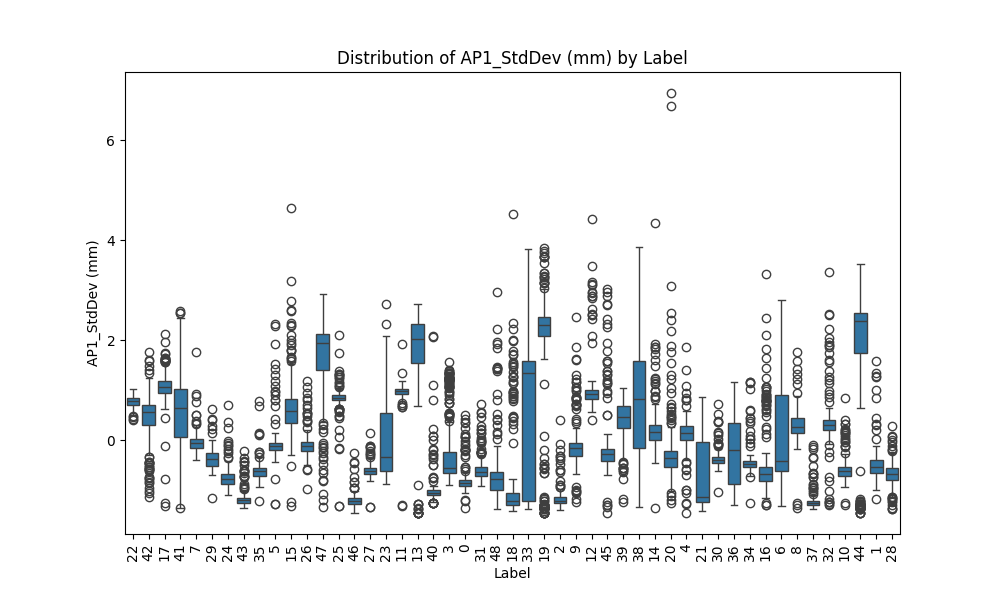 Distribution of AP1_StdDev (mm) by Label
AP1_StdDev (mm)
6
4
2
0
22 42 17 41 7 29 24 43 35 5 15 26 47 25 46 27 23 11 13 40 3 0 31 48 18 33 19 2 9 12 45 39 38 14 20 4 21 30 36 34 16 6 8 37 32 10 44 1 28
Label